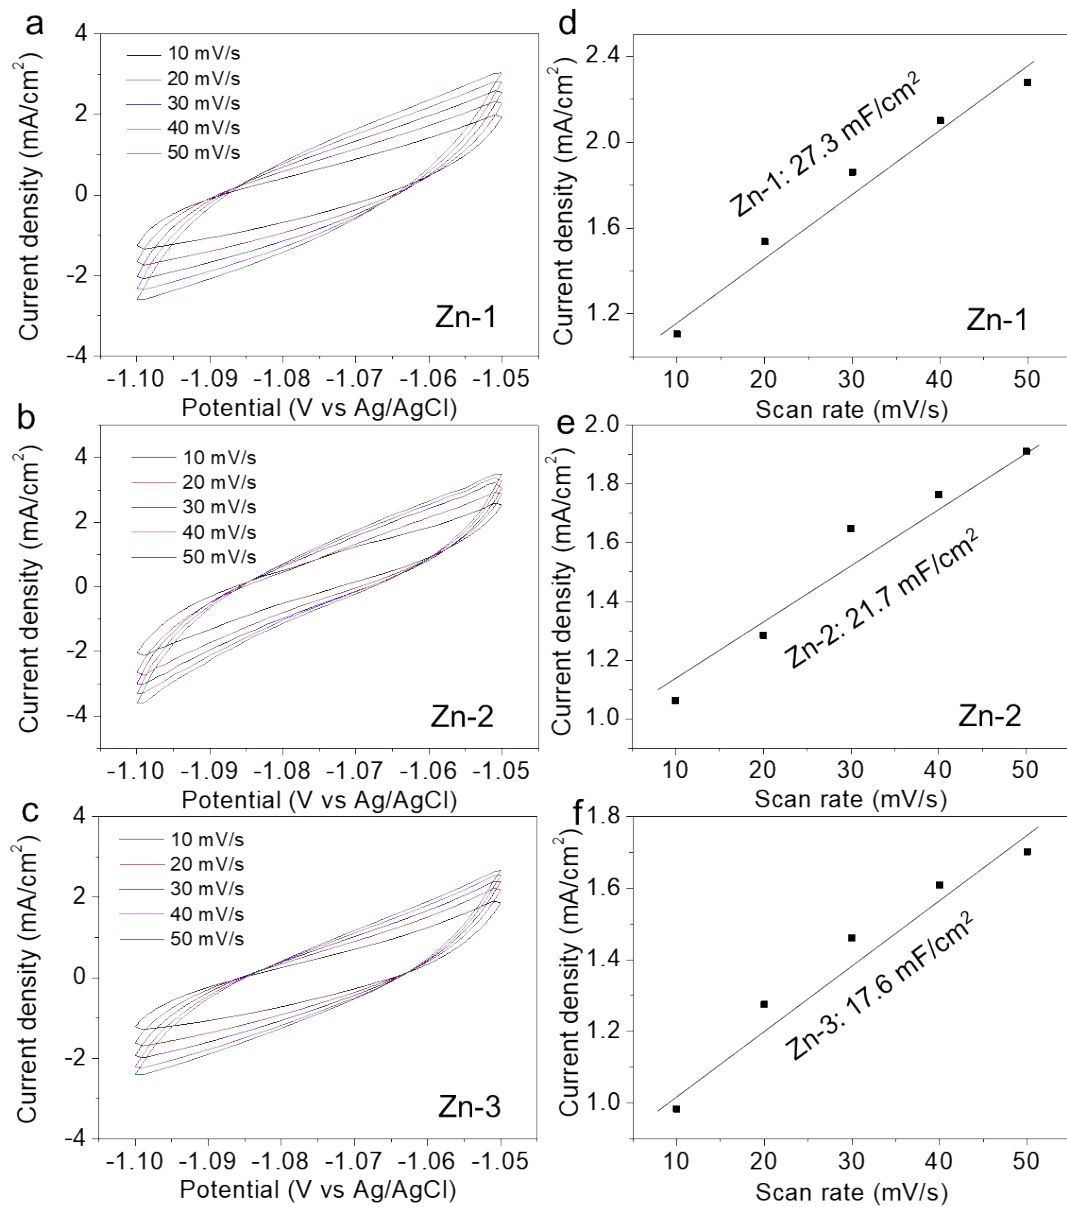 a
Current density (mA/cm²)
4
2
0
-2
-4
10 mV/s
20 mV/s
30 mV/s
40 mV/s
50 mV/s
Zn-1
-1.10 -1.09 -1.08 -1.07 -1.06 -1.05
Potential (V vs Ag/AgCl)
d
Current density (mA/cm²)
2.4
2.0
1.6
1.2
Zn-1: 27.3 mF/cm²
Zn-1
10 20 30 40 50
Scan rate (mV/s)
b
Current density (mA/cm²)
4
2
0
-2
-4
10 mV/s
20 mV/s
30 mV/s
40 mV/s
50 mV/s
Zn-2
-1.10 -1.09 -1.08 -1.07 -1.06 -1.05
Potential (V vs Ag/AgCl)
e
Current density (mA/cm²)
2.0
1.8
1.6
1.4
1.2
1.0
Zn-2: 21.7 mF/cm²
Zn-2
10 20 30 40 50
Scan rate (mV/s)
c
Current density (mA/cm²)
4
2
0
-2
-4
10 mV/s
20 mV/s
30 mV/s
40 mV/s
50 mV/s
Zn-3
-1.10 -1.09 -1.08 -1.07 -1.06 -1.05
Potential (V vs Ag/AgCl)
f
Current density (mA/cm²)
1.8
1.6
1.4
1.2
1.0
Zn-3: 17.6 mF/cm²
10 20 30 40 50
Scan rate (mV/s)